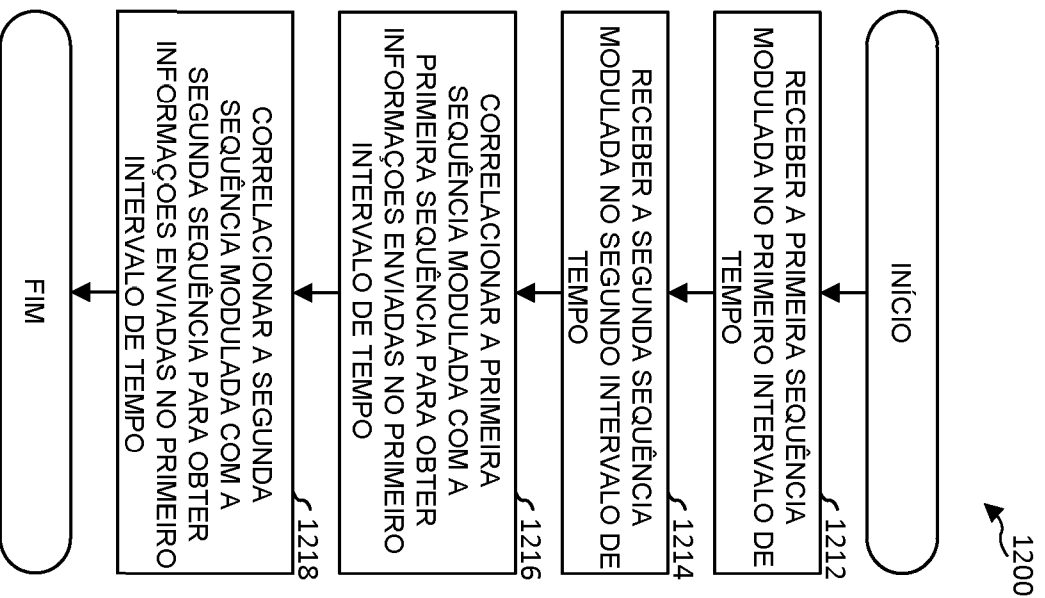 1200
INÍCIO
RECEBER A PRIMEIRA SEQUÊNCIA
MODULADA NO PRIMEIRO INTERVALO DE
TEMPO
1212
RECEBER A SEGUNDA SEQUÊNCIA
MODULADA NO SEGUNDO INTERVALO DE
TEMPO
1214
CORRELACIONAR A PRIMEIRA
SEQUÊNCIA MODULADA COM A
PRIMEIRA SEQUÊNCIA PARA OBTER
INFORMAÇOES ENVIADAS NO PRIMEIRO
INTERVALO DE TEMPO
1216
CORRELACIONAR A SEGUNDA
SEQUÊNCIA MODULADA COM A
SEGUNDA SEQUÊNCIA PARA OBTER
INFORMAÇOES ENVIADAS NO PRIMEIRO
INTERVALO DE TEMPO
1218
FIM